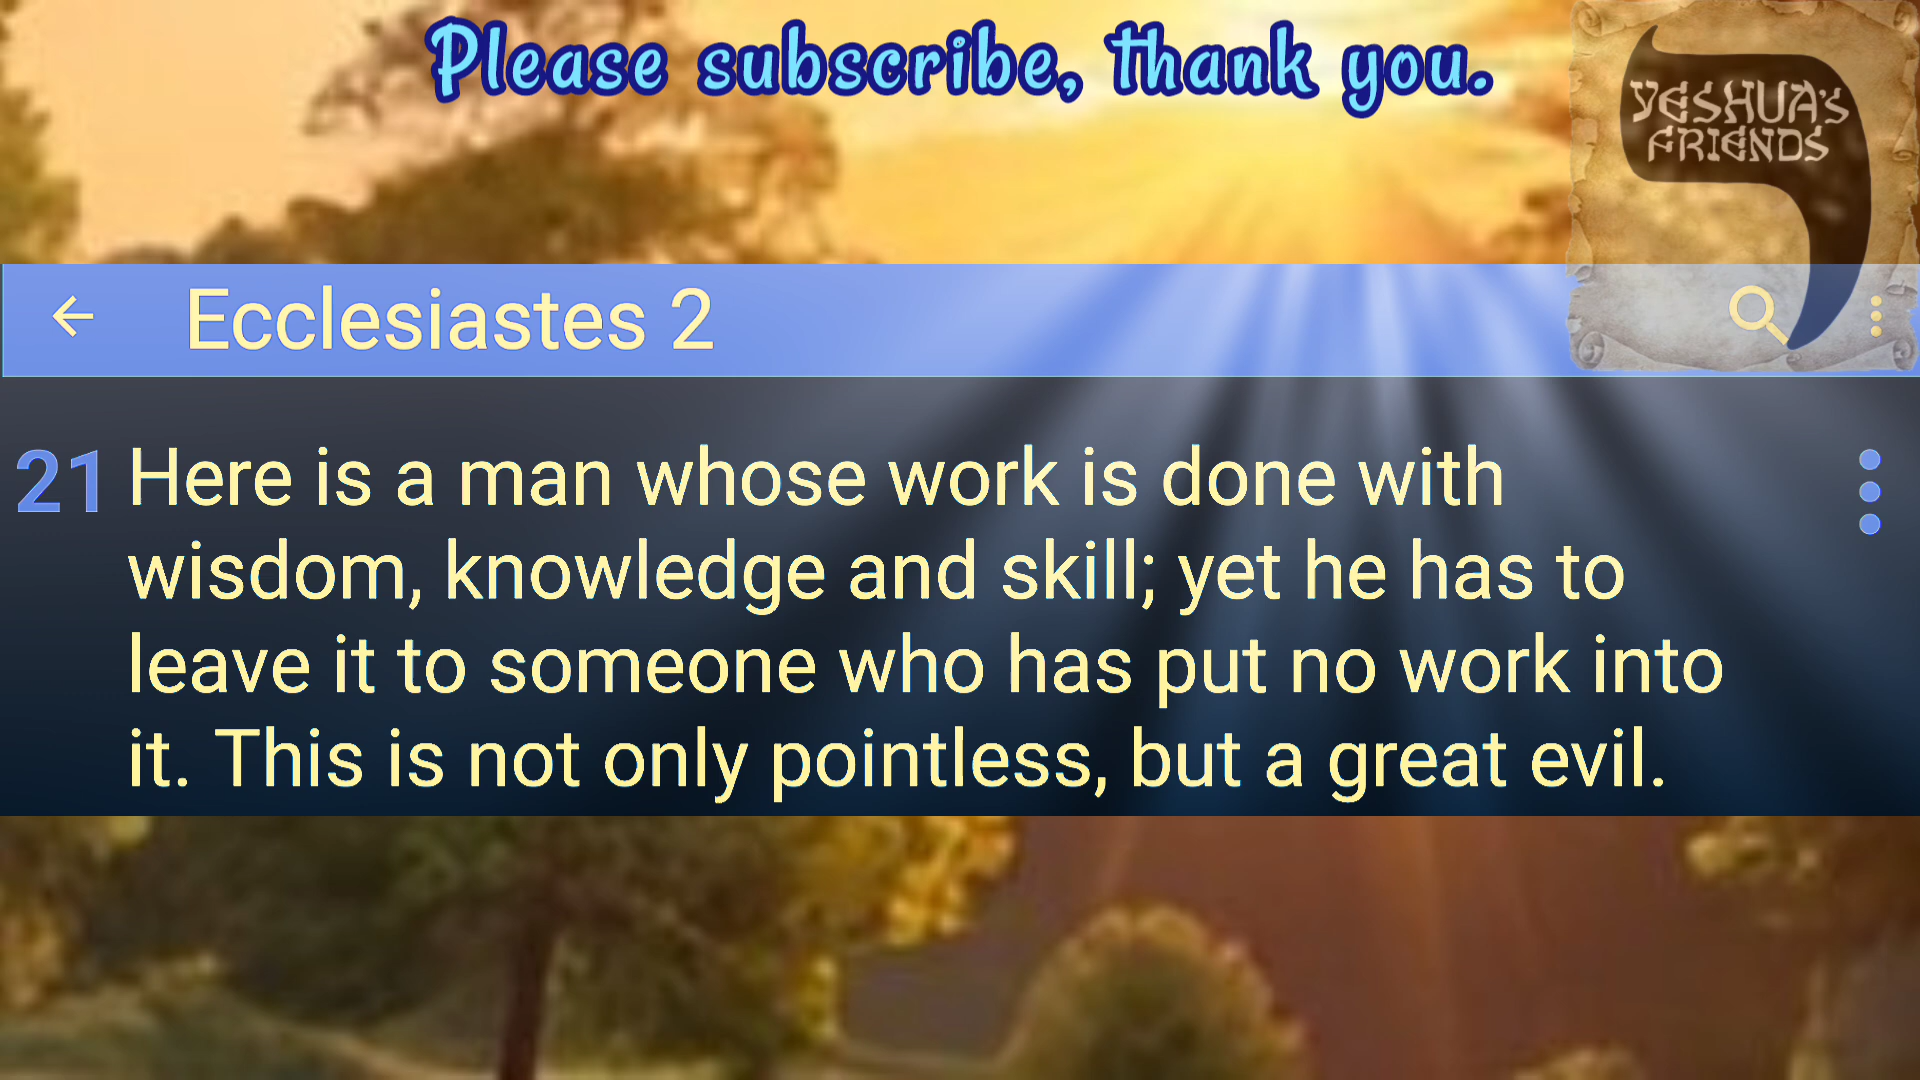 Please subscribe, thank you.
YESHUA'S
FRIENDS
Ecclesiastes 2
21 Here is a man whose work is done with
wisdom, knowledge and skill; yet he has to
leave it to someone who has put no work into
it. This is not only pointless, but a great evil.